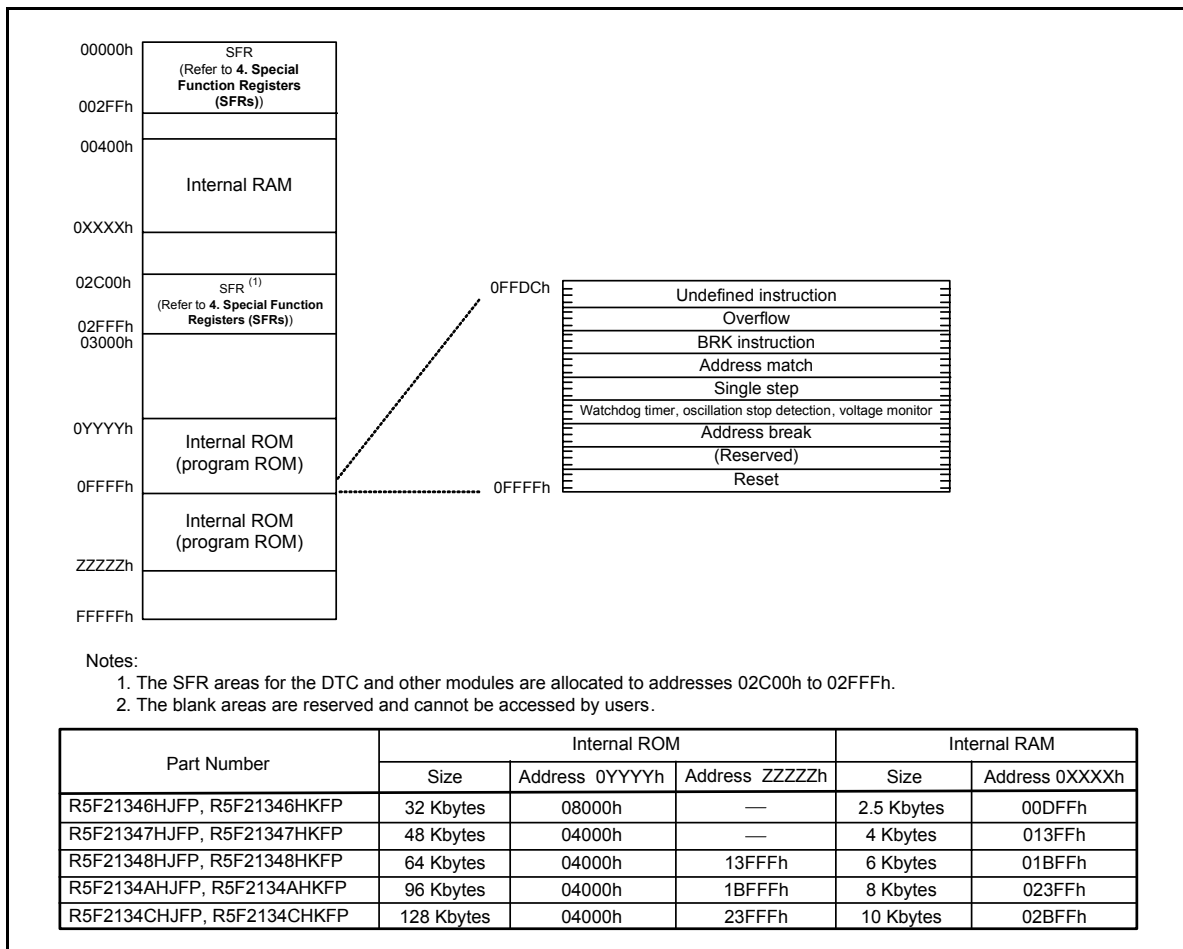 00000h
SFR
(Refer to 4. Special
Function Registers
(SFRs))
002FFh
00400h
Internal RAM
0XXXXh
02C00h
SFR (1)
(Refer to 4. Special Function
Registers (SFRs))
02FFFh
03000h
0YYYYh
Internal ROM
(program ROM)
0FFFFh
Internal ROM
(program ROM)
ZZZZZh
FFFFFh
0FFDCh
Undefined instruction
Overflow
BRK instruction
Address match
Single step
Watchdog timer, oscillation stop detection, voltage monitor
Address break
(Reserved)
Reset
0FFFFh
Notes:
1. The SFR areas for the DTC and other modules are allocated to addresses 02C00h to 02FFFh.
2. The blank areas are reserved and cannot be accessed by users.
Part Number Internal ROM Internal RAM
Size Address 0YYYYh Address ZZZZZh Size Address 0XXXXh
R5F21346HJFP, R5F21346HKFP 32 Kbytes 08000h — 2.5 Kbytes 00DFFh
R5F21347HJFP, R5F21347HKFP 48 Kbytes 04000h — 4 Kbytes 013FFh
R5F21348HJFP, R5F21348HKFP 64 Kbytes 04000h 13FFFh 6 Kbytes 01BFFh
R5F2134AHJFP, R5F2134AHKFP 96 Kbytes 04000h 1BFFFh 8 Kbytes 023FFh
R5F2134CHJFP, R5F2134CHKFP 128 Kbytes 04000h 23FFFh 10 Kbytes 02BFFh